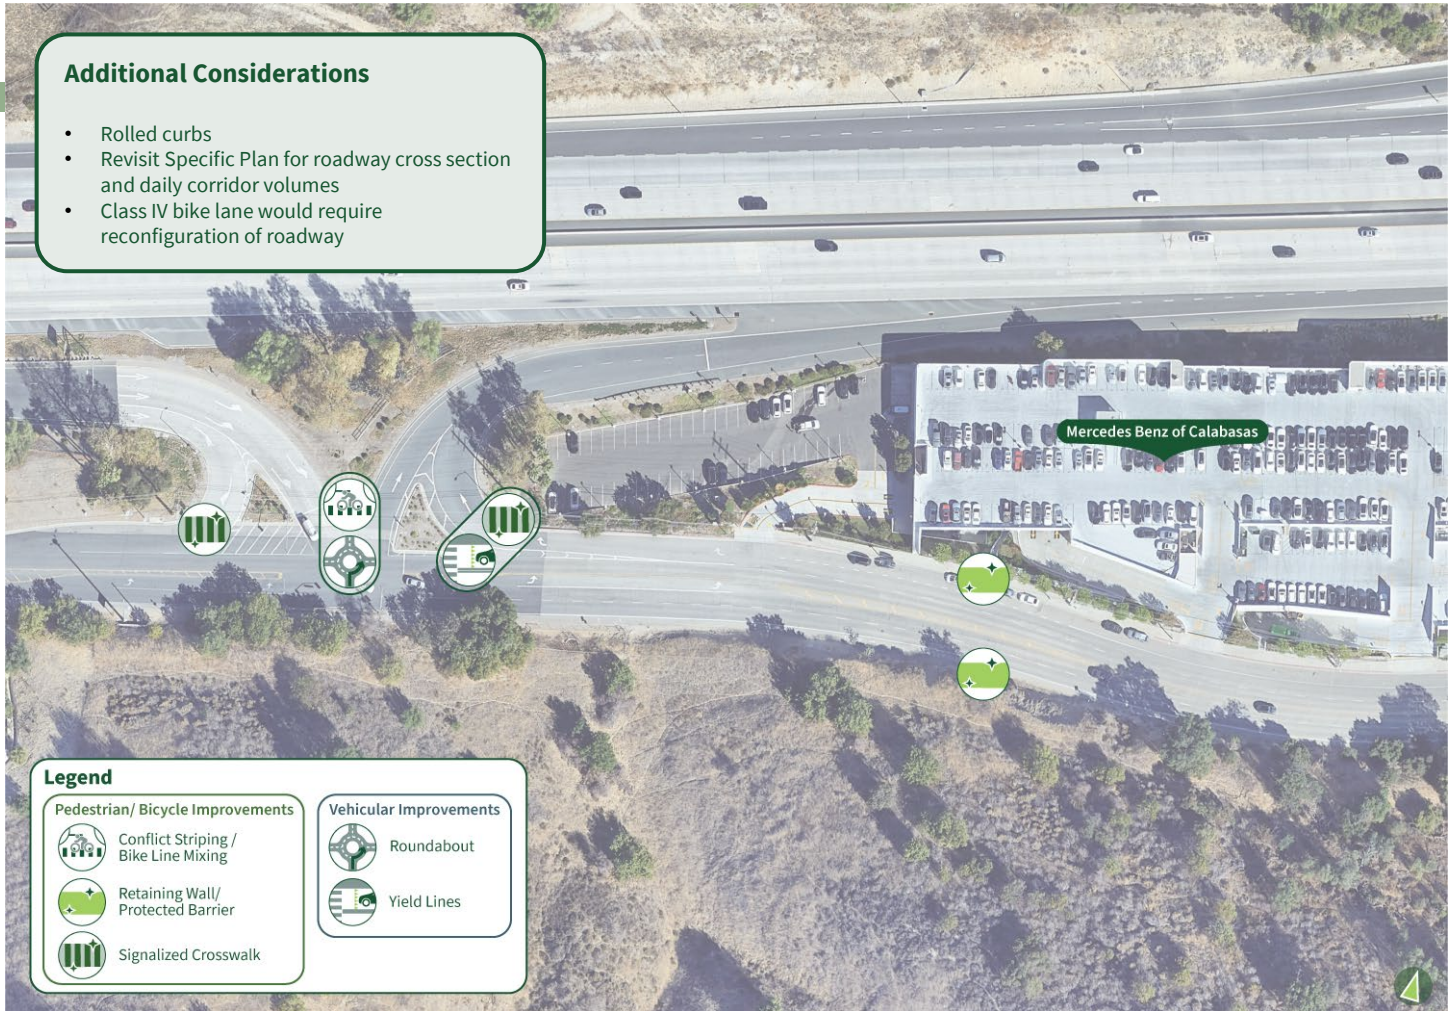 Additional Considerations
• Rolled curbs
• Revisit Specific Plan for roadway cross section
and daily corridor volumes
• Class IV bike lane would require
reconfiguration of roadway
Mercedes Benz of Calabasas
Legend
Pedestrian/ Bicycle Improvements
Conflict Striping /
Bike Line Mixing
Retaining Wall/
Protected Barrier
Signalized Crosswalk
Vehicular Improvements
Roundabout
Yield Lines